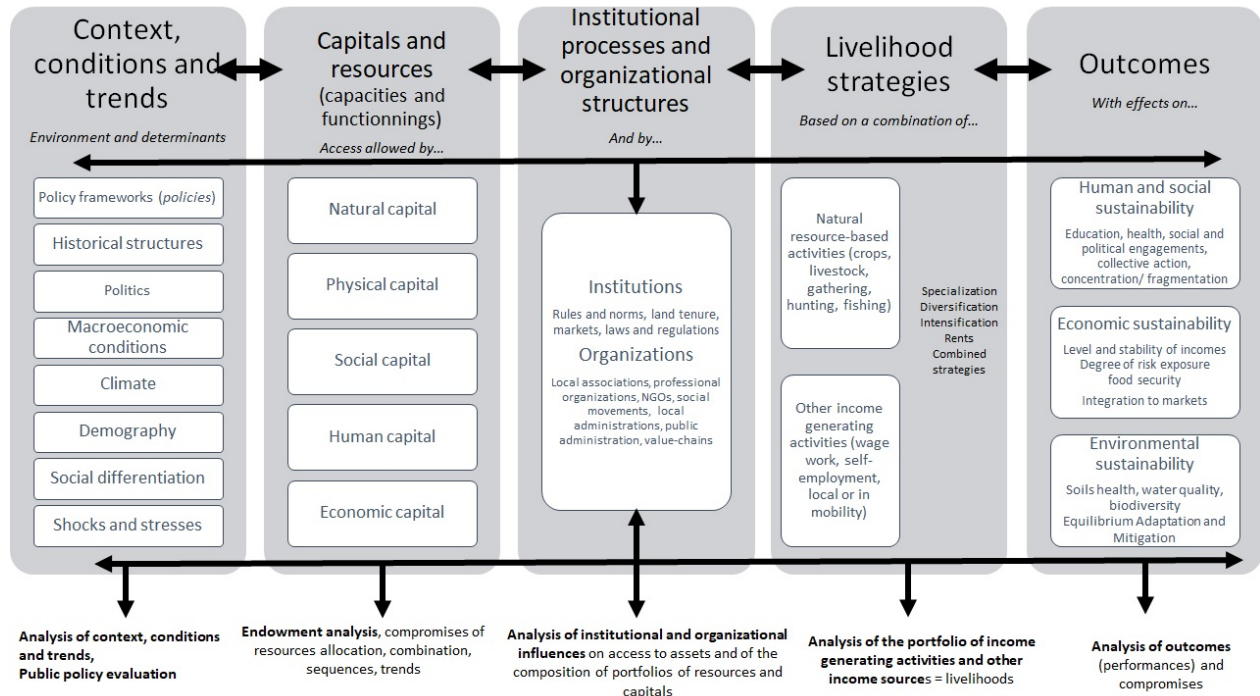 Context,
conditions and
trends
Environment and determinants
Policy frameworks (policies)
Historical structures
Politics
Macroeconomic
conditions
Climate
Demography
Social differentiation
Shocks and stresses
Analysis of context, conditions
and trends,
Public policy evaluation
Capitals and
resources
(capacities and
functionnings)
Access allowed by...
Natural capital
Physical capital
Social capital
Human capital
Economic capital
Endowment analysis, compromises of
resources allocation, combination,
sequences, trends
Institutional
processes and
organizational
structures
And by...
Institutions
Rules and norms, land tenure,
markets, laws and regulations
Organizations
Local associations, professional
organizations, NGOs, social
movements, local
administrations, public
administration, value-chains
Analysis of institutional and organizational
influences on access to assets and of the
composition of portfolios of resources and
capitals
Livelihood
strategies
Based on a combination of...
Natural
resource-based
activities (crops,
livestock,
gathering,
hunting, fishing)
Other income
generating
activities (wage
work, self-
employment,
local or in
mobility)
Specialization
Diversification
Intensification
Rents
Combined
strategies
Analysis of the portfolio of income
generating activities and other
income sources = livelihoods
Outcomes
With effects on...
Human and social
sustainability
Education, health, social and
political engagements,
collective action,
concentration/ fragmentation
Economic sustainability
Level and stability of incomes
Degree of risk exposure
food security
Integration to markets
Environmental
sustainability
Soils health, water quality,
biodiversity
Equilibrium Adaptation and
Mitigation
Analysis of outcomes
(performances) and
compromises